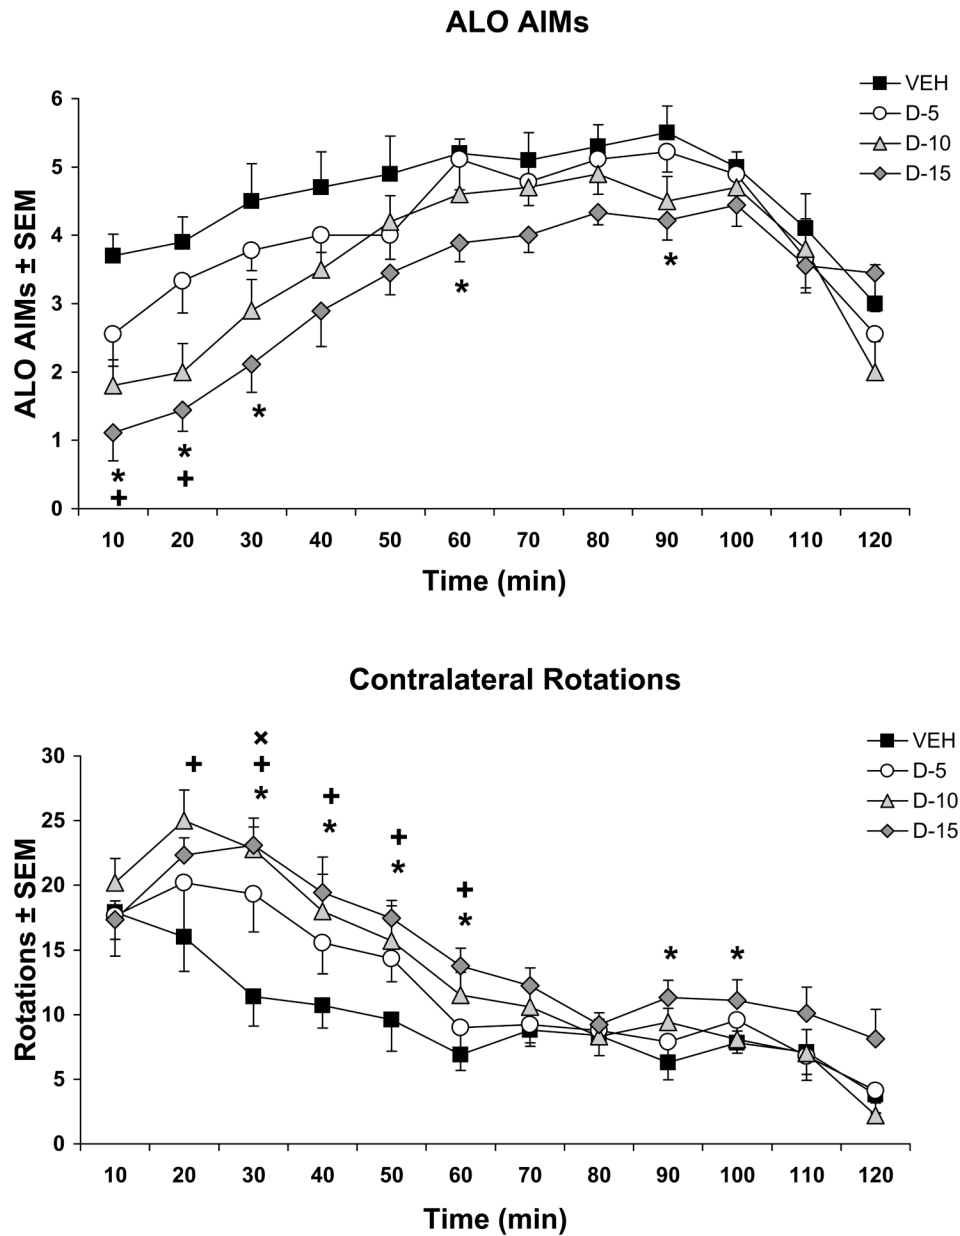 ALO AIMs
VEH
D-5
D-10
D-15
ALO AIMs ± SEM
6
5
4
3
2
1
0
*
+
*
+
*
*
*
10 20 30 40 50 60 70 80 90 100 110 120
Time (min)
Contralateral Rotations
VEH
D-5
D-10
D-15
Rotations ± SEM
30
25
20
15
10
5
0
+
×
+
*
+
*
+
*
+
*
*
*
10 20 30 40 50 60 70 80 90 100 110 120
Time (min)